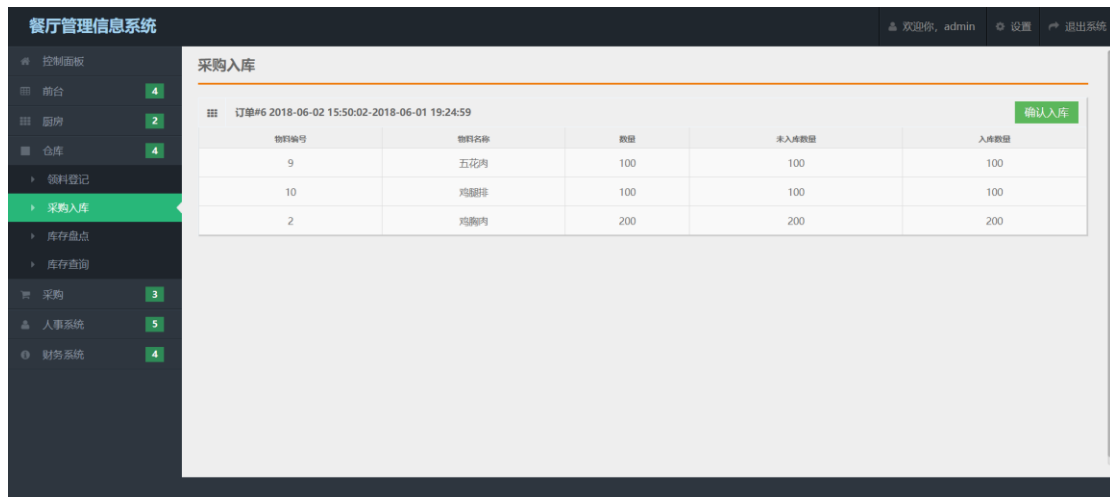 餐厅管理信息系统
欢迎你，admin 设置 退出系统
控制面板
前台 4
厨房 2
仓库 4
领料登记
采购入库
库存盘点
库存查询
采购 3
人事系统 5
财务系统 4
采购入库
订单#6 2018-06-02 15:50:02-2018-06-01 19:24:59 确认入库
物料编号 物料名称 数量 未入库数量 入库数量
9 五花肉 100 100 100
10 鸡腿排 100 100 100
2 鸡胸肉 200 200 200